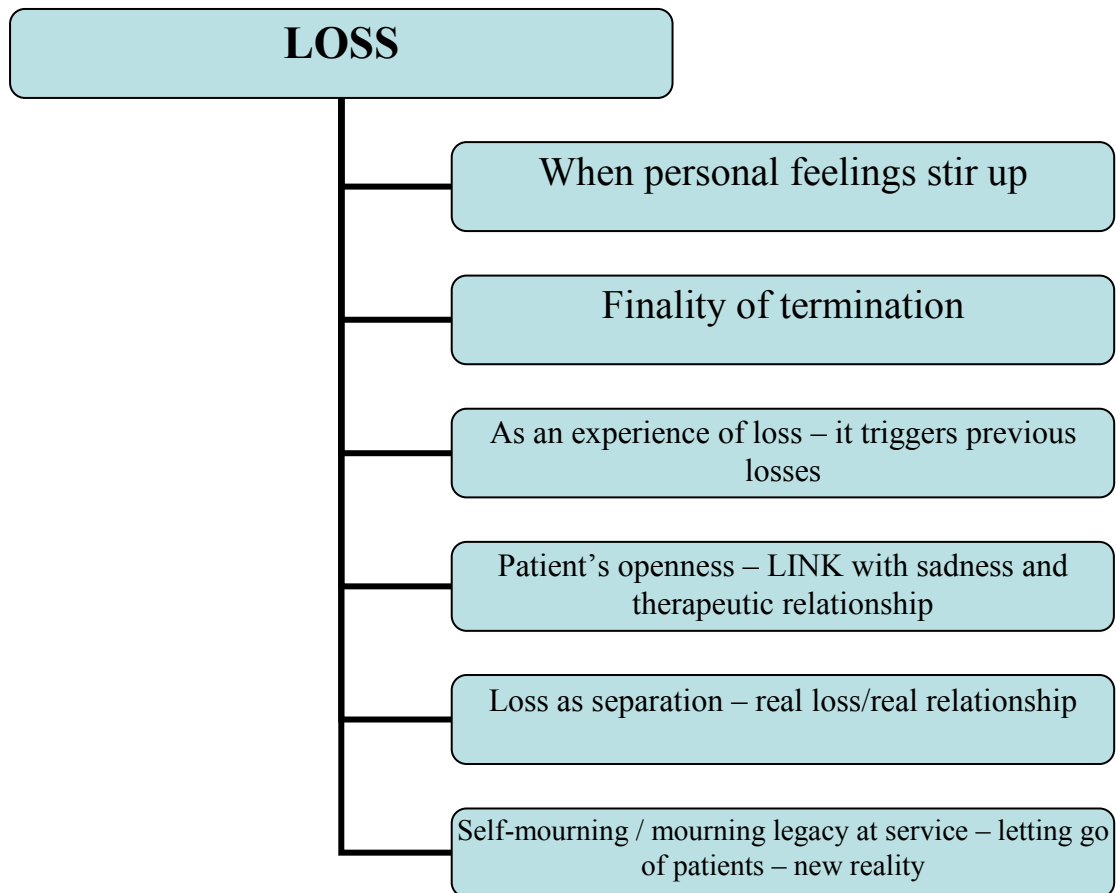 LOSS
When personal feelings stir up
Finality of termination
As an experience of loss – it triggers previous
losses
Patient’s openness – LINK with sadness and
therapeutic relationship
Loss as separation – real loss/real relationship
Self-mourning / mourning legacy at service – letting go
of patients – new reality